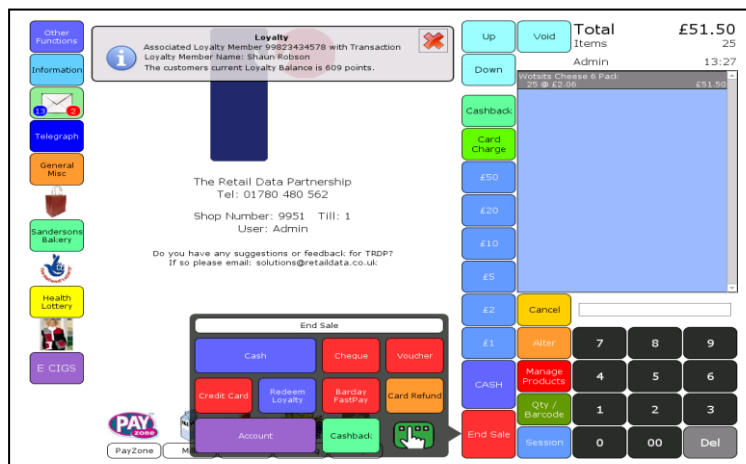 Other
Functions
Information
13
2
Telegraph
General
Misc
Sandersons
Bakery
Health
Lottery
E CIGS
Loyalty
Associated Loyalty Member 99823434578 with Transaction
Loyalty Member Name: Shaun Robson
The customers current Loyalty Balance is 609 points.
The Retail Data Partnership
Tel: 01780 480 562
Shop Number: 9951 Till: 1
User: Admin
Do you have any suggestions or feedback for TRDP?
If so please email: solutions@retaildata.co.uk
End Sale
Cash
Cheque
Voucher
Credit Card
Redeem
Loyalty
Barclay
FastPay
Card Refund
Account
Cashback
PAY
zone
PayZone
Up
Down
Cashback
Card
Charge
£50
£20
£10
£5
£2
£1
CASH
End Sale
Void
Total £51.50
Items 25
Admin 13:27
Wotsits Cheese 6 Pack
25 @ £2.06 £51.50
Cancel
Alter
7
8
9
Manage
Products
4
5
6
Qty /
Barcode
1
2
3
Session
0
00
Del